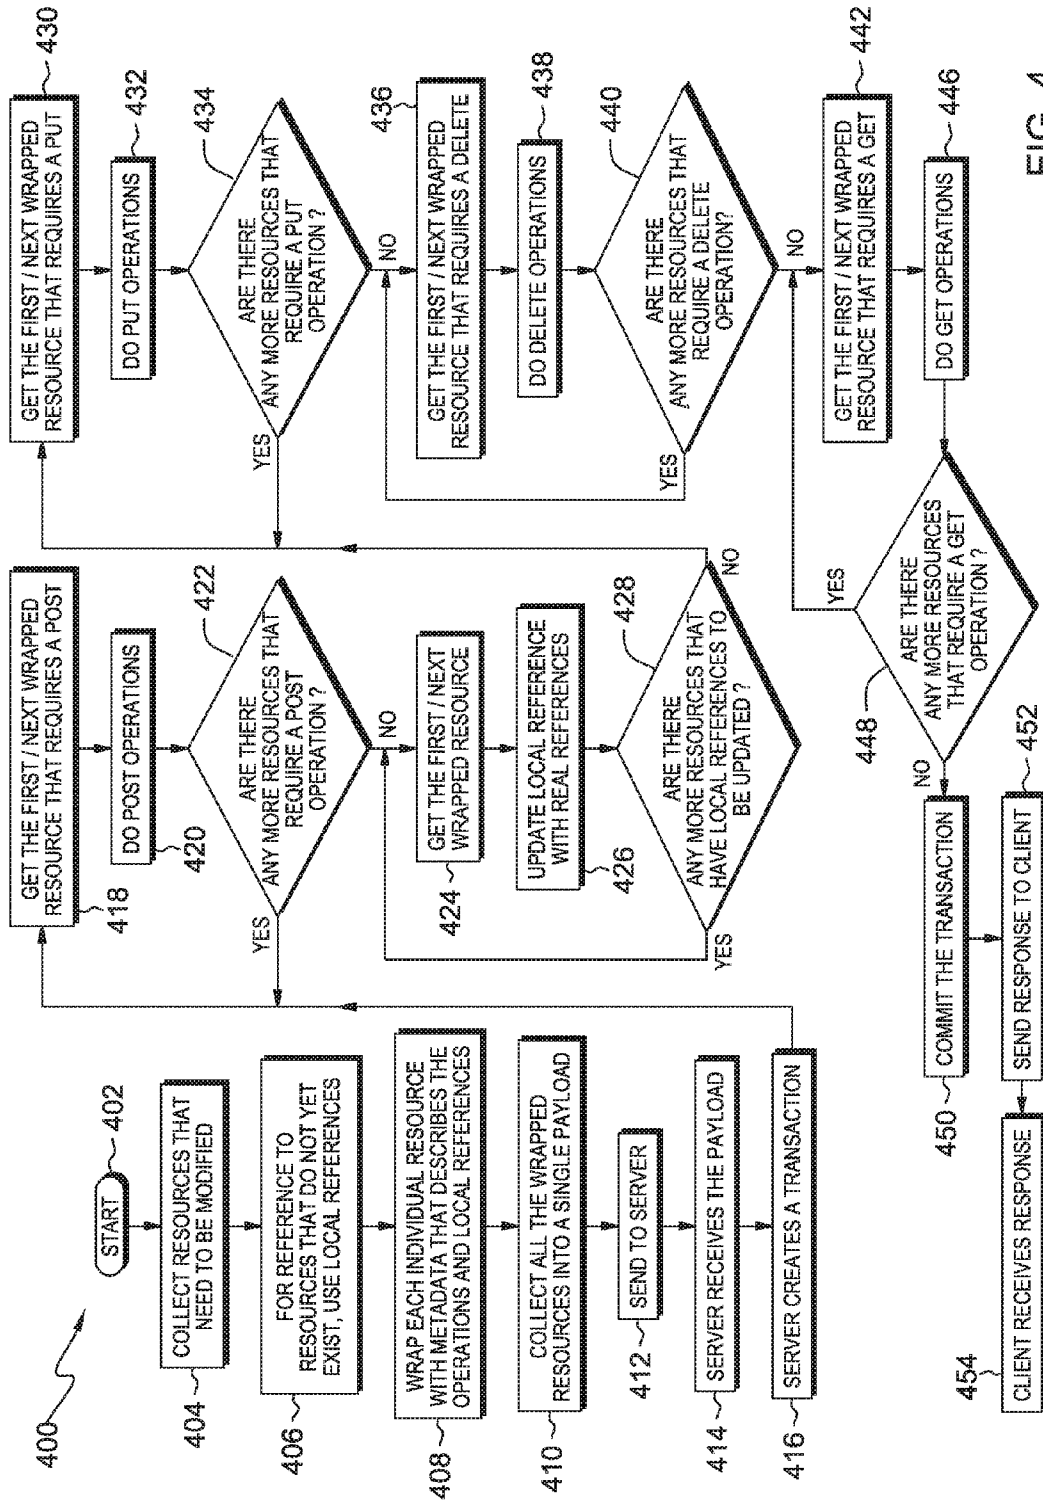 400
START
402
COLLECT RESOURCES THAT
NEED TO BE MODIFIED
404
FOR REFERENCE TO
RESOURCES THAT DO NOT YET
EXIST, USE LOCAL REFERENCES
406
WRAP EACH INDIVIDUAL RESOURCE
WITH METADATA THAT DESCRIBES THE
OPERATIONS AND LOCAL REFERENCES
408
COLLECT ALL THE WRAPPED
RESOURCES INTO A SINGLE PAYLOAD
410
SEND TO SERVER
412
SERVER RECEIVES THE PAYLOAD
414
SERVER CREATES A TRANSACTION
416
GET THE FIRST / NEXT WRAPPED
RESOURCE THAT REQUIRES A POST
418
DO POST OPERATIONS
420
ARE THERE
ANY MORE RESOURCES THAT
REQUIRE A POST
OPERATION ?
422
YES
NO
GET THE FIRST / NEXT
WRAPPED RESOURCE
424
UPDATE LOCAL REFERENCE
WITH REAL REFERENCES
426
ARE THERE
ANY MORE RESOURCES THAT
HAVE LOCAL REFERENCES TO
BE UPDATED ?
428
YES
NO
GET THE FIRST / NEXT WRAPPED
RESOURCE THAT REQUIRES A PUT
430
DO PUT OPERATIONS
432
ARE THERE
ANY MORE RESOURCES THAT
REQUIRE A PUT
OPERATION ?
434
YES
NO
GET THE FIRST / NEXT WRAPPED
RESOURCE THAT REQUIRES A DELETE
436
DO DELETE OPERATIONS
438
ARE THERE
ANY MORE RESOURCES THAT
REQUIRE A DELETE
OPERATION?
440
YES
NO
GET THE FIRST / NEXT WRAPPED
RESOURCE THAT REQUIRES A GET
442
DO GET OPERATIONS
446
ARE THERE
ANY MORE RESOURCES
THAT REQUIRE A GET
OPERATION ?
448
YES
NO
COMMIT THE TRANSACTION
450
SEND RESPONSE TO CLIENT
452
CLIENT RECEIVES RESPONSE
454
FIG. 4